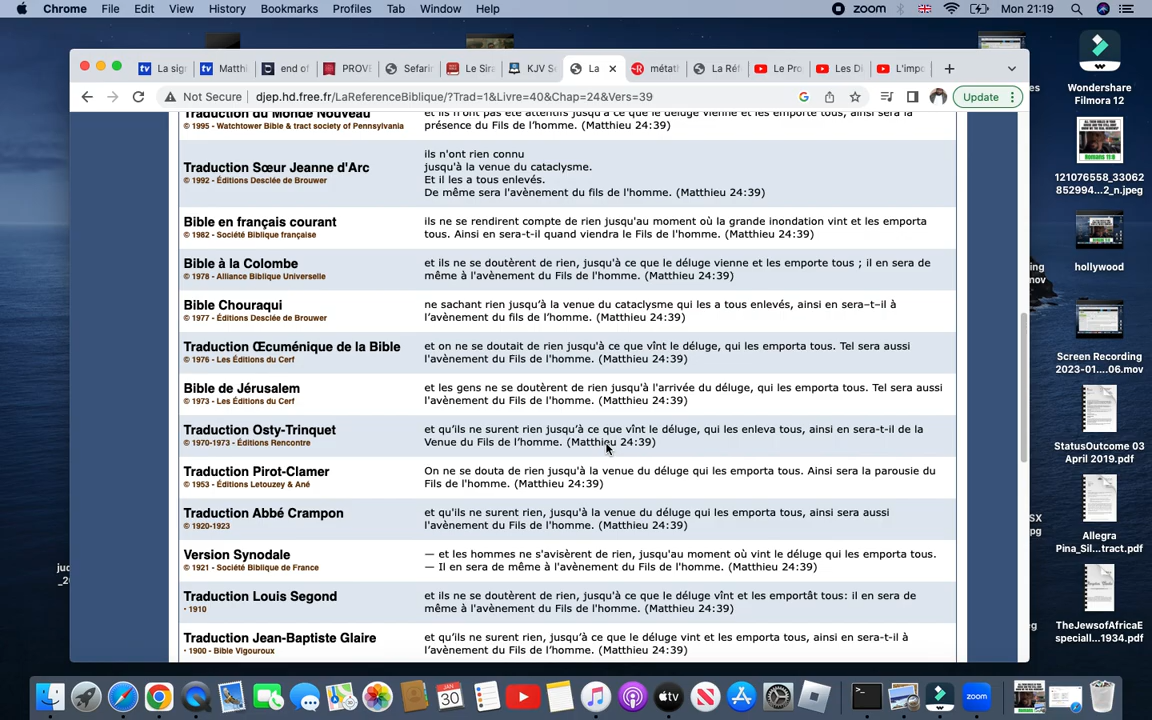 Chrome File Edit View History Bookmarks Profiles Tab Window Help zoom Mon 21:19
La sig Matthi end of PROVE Sefari Le Sira KJV S La métath La Réf Le Pro Les Di L'impo
Not Secure djep.hd.free.fr/LaReferenceBiblique/?Trad=1&Livre=40&Chap=24&Vers=39 Update
Traduction du Monde Nouveau
© 1995 - Watchtower Bible & tract society of Pennsylvania
et ils n'ont pas été attentifs jusqu'à ce que le déluge vienne et les emporte tous, ainsi sera la
présence du Fils de l'homme. (Matthieu 24:39)
Traduction Sœur Jeanne d'Arc
© 1992 - Éditions Desclée de Brouwer
ils n'ont rien connu
jusqu'à la venue du cataclysme.
Et il les a tous enlevés.
De même sera l'avènement du fils de l'homme. (Matthieu 24:39)
Bible en français courant
© 1982 - Société Biblique française
ils ne se rendirent compte de rien jusqu'au moment où la grande inondation vint et les emporta
tous. Ainsi en sera-t-il quand viendra le Fils de l'homme. (Matthieu 24:39)
Bible à la Colombe
© 1978 - Alliance Biblique Universelle
et ils ne se doutèrent de rien, jusqu'à ce que le déluge vienne et les emporte tous ; il en sera de
même à l'avènement du Fils de l'homme. (Matthieu 24:39)
Bible Chouraqui
© 1977 - Éditions Desclée de Brouwer
ne sachant rien jusqu'à la venue du cataclysme qui les a tous enlevés, ainsi en sera–t–il à
l'avènement du fils de l'homme. (Matthieu 24:39)
Traduction Œcuménique de la Bible
© 1976 - Les Éditions du Cerf
et on ne se doutait de rien jusqu'à ce que vînt le déluge, qui les emporta tous. Tel sera aussi
l'avènement du Fils de l'homme. (Matthieu 24:39)
Bible de Jérusalem
© 1973 - Les Éditions du Cerf
et les gens ne se doutèrent de rien jusqu'à l'arrivée du déluge, qui les emporta tous. Tel sera aussi
l'avènement du Fils de l'homme. (Matthieu 24:39)
Traduction Osty-Trinquet
© 1970-1973 - Éditions Rencontre
et qu'ils ne surent rien jusqu'à ce que vînt le déluge, qui les enleva tous, ainsi en sera-t-il de la
Venue du Fils de l'homme. (Matthieu 24:39)
Traduction Pirot-Clamer
© 1953 - Éditions Letouzey & Ané
On ne se douta de rien jusqu'à la venue du déluge qui les emporta tous. Ainsi sera la parousie du
Fils de l'homme. (Matthieu 24:39)
Traduction Abbé Crampon
© 1920-1923
et qu'ils ne surent rien, jusqu'à la venue du déluge qui les emporta tous, ainsi sera aussi
l'avènement du Fils de l'homme. (Matthieu 24:39)
Version Synodale
© 1921 - Société Biblique de France
— et les hommes ne s'avisèrent de rien, jusqu'au moment où vint le déluge qui les emporta tous.
— Il en sera de même à l'avènement du Fils de l'homme. (Matthieu 24:39)
Traduction Louis Segond
· 1910
et ils ne se doutèrent de rien, jusqu'à ce que le déluge vînt et les emportât tous: il en sera de
même à l'avènement du Fils de l'homme. (Matthieu 24:39)
Traduction Jean-Baptiste Glaire
· 1900 - Bible Vigouroux
et qu'ils ne surent rien, jusqu'à ce que le déluge vint et les emporta tous, ainsi en sera-t-il à
l'avènement du Fils de l'homme. (Matthieu 24:39)
Wondershare
Filmora 12
121076558_33062
852994...2_n.jpeg
hollywood
Screen Recording
2023-01....06.mov
StatusOutcome 03
April 2019.pdf
Allegra
Pina_Sil...tract.pdf
TheJewsofAfricaE
speciall...1934.pdf
JAN
30